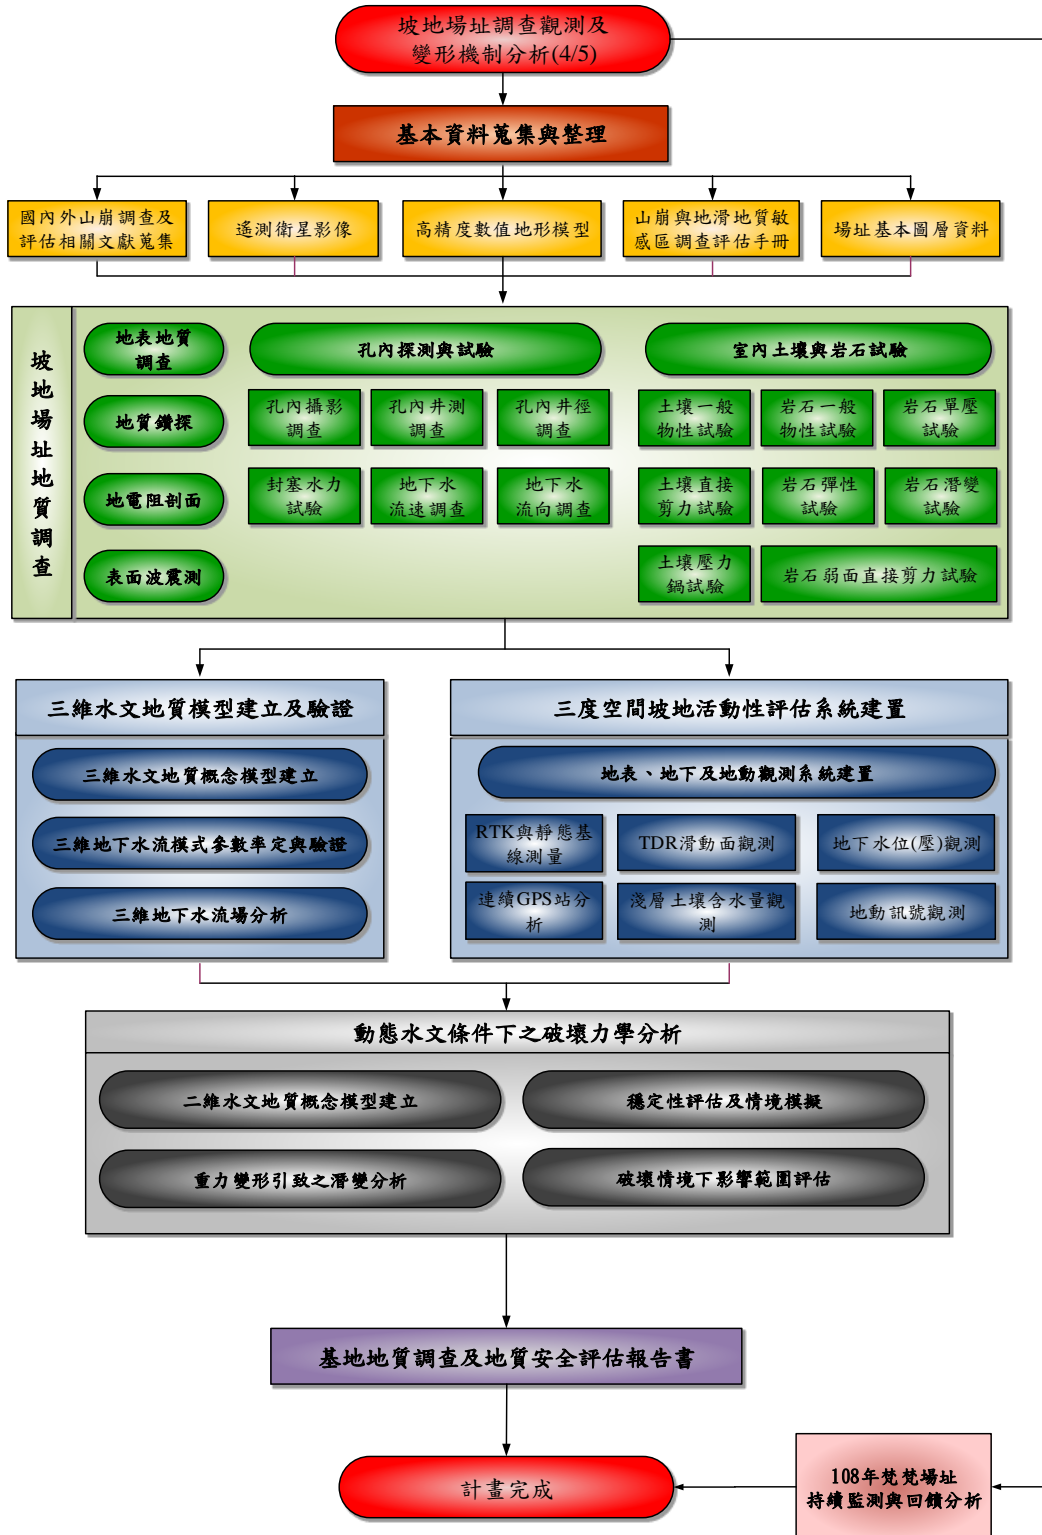 坡地場址調查觀測及
變形機制分析(4/5)
基本資料蒐集與整理
國內外山崩調查及
評估相關文獻蒐集
遙測衛星影像
高精度數值地形模型
山崩與地滑地質敏
感區調查評估手冊
場址基本圖層資料
坡地場址地質調查
地表地質
調查
地質鑽探
地電阻剖面
表面波震測
孔內探測與試驗
孔內攝影
調查
孔內井測
調查
孔內井徑
調查
封塞水力
試驗
地下水
流速調查
地下水
流向調查
室內土壤與岩石試驗
土壤一般
物性試驗
岩石一般
物性試驗
岩石單壓
試驗
土壤直接
剪力試驗
岩石彈性
試驗
岩石潛變
試驗
土壤壓力
鍋試驗
岩石弱面直接剪力試驗
三維水文地質模型建立及驗證
三維水文地質概念模型建立
三維地下水流模式參數率定與驗證
三維地下水流場分析
三度空間坡地活動性評估系統建置
地表、地下及地動觀測系統建置
RTK與靜態基
線測量
TDR滑動面觀測
地下水位(壓)觀測
連續GPS站分
析
淺層土壤含水量觀
測
地動訊號觀測
動態水文條件下之破壞力學分析
二維水文地質概念模型建立
穩定性評估及情境模擬
重力變形引致之潛變分析
破壞情境下影響範圍評估
基地地質調查及地質安全評估報告書
計畫完成
108年梵梵場址
持續監測與回饋分析